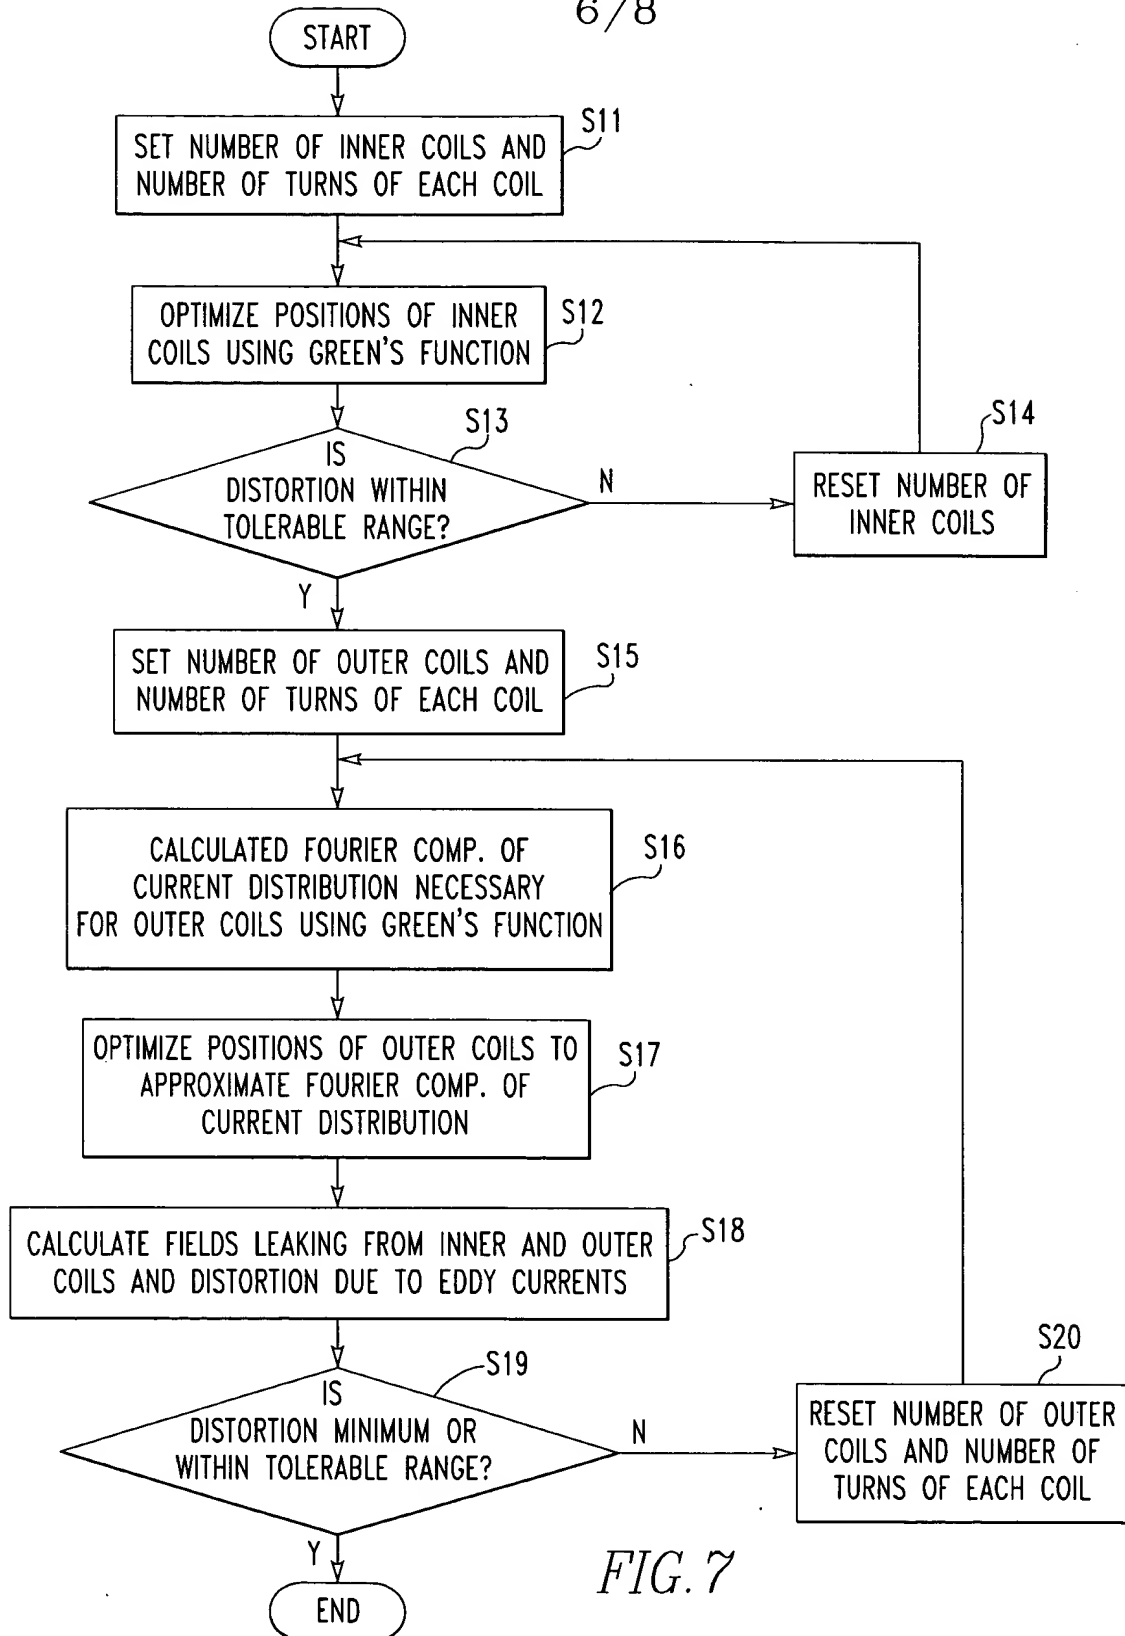 6/8
START
S11
SET NUMBER OF INNER COILS AND
NUMBER OF TURNS OF EACH COIL
OPTIMIZE POSITIONS OF INNER
COILS USING GREEN'S FUNCTION
S12
S13
IS
DISTORTION WITHIN
TOLERABLE RANGE?
N
S14
RESET NUMBER OF
INNER COILS
Y
SET NUMBER OF OUTER COILS AND
NUMBER OF TURNS OF EACH COIL
S15
CALCULATED FOURIER COMP. OF
CURRENT DISTRIBUTION NECESSARY
FOR OUTER COILS USING GREEN'S FUNCTION
S16
OPTIMIZE POSITIONS OF OUTER COILS TO
APPROXIMATE FOURIER COMP. OF
CURRENT DISTRIBUTION
S17
CALCULATE FIELDS LEAKING FROM INNER AND OUTER
COILS AND DISTORTION DUE TO EDDY CURRENTS
S18
S19
IS
DISTORTION MINIMUM OR
WITHIN TOLERABLE RANGE?
N
S20
RESET NUMBER OF OUTER
COILS AND NUMBER OF
TURNS OF EACH COIL
Y
END
FIG. 7